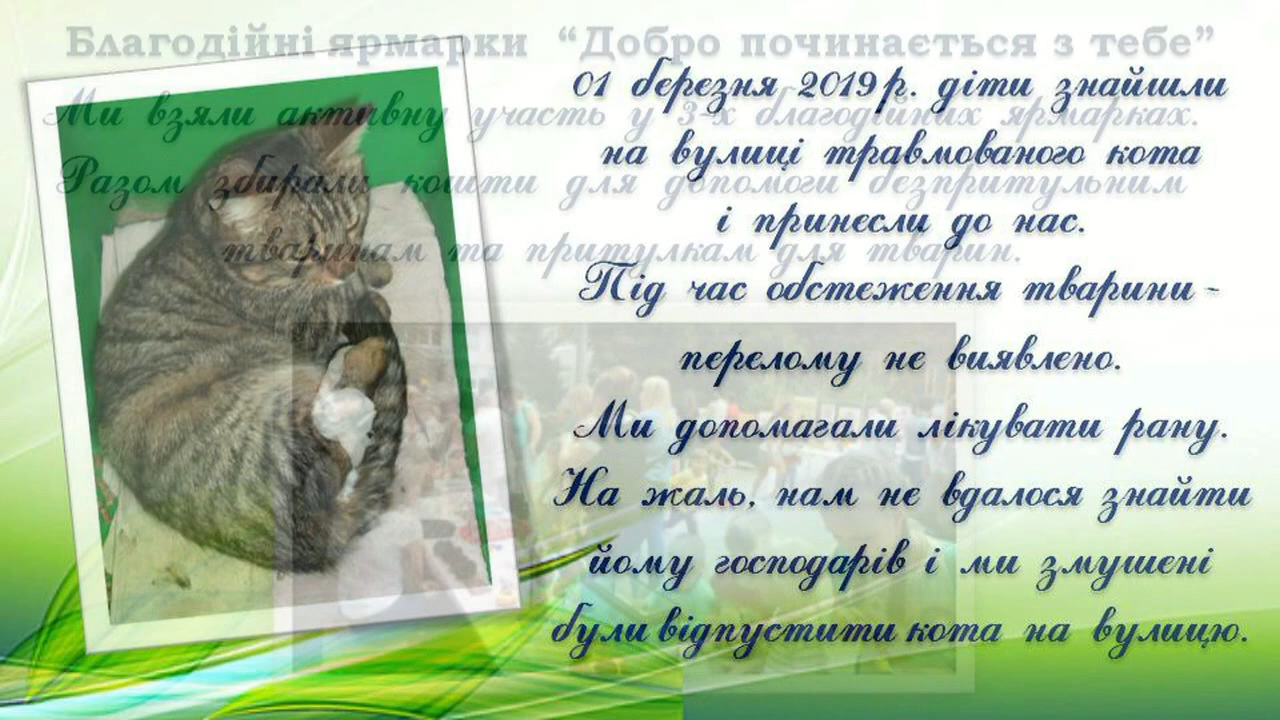 Благодійні ярмарки “Добро починається з тебе”
01 березня 2019 р. діти знайшли
Ми взяли активну участь у 3-х благодійних ярмарках.
на вулиці травмованого кота
Разом збирали кошти для допомоги безпритульним
і принесли до нас.
тваринам та притулкам для тварин.
Під час обстеження тварини -
перелому не виявлено.
Ми допомагали лікувати рану.
На жаль, нам не вдалося знайти
йому господарів і ми змушені
були відпустити кота на вулицю.